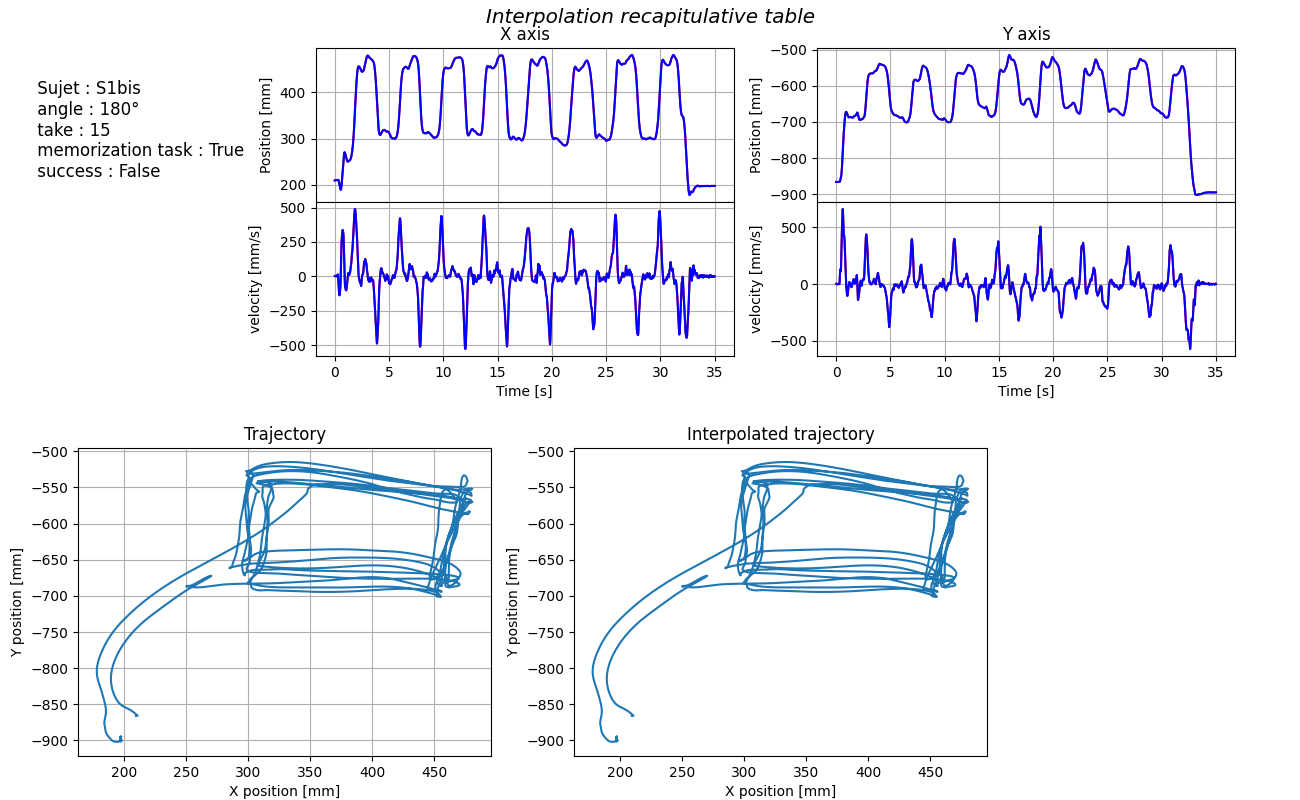 Interpolation recapitulative table
Sujet : S1bis
angle : 180°
take : 15
memorization task : True
success : False
X axis
Position [mm]
400
300
200
velocity [mm/s]
500
250
0
−250
−500
0 5 10 15 20 25 30 35
Time [s]
Y axis
Position [mm]
−500
−600
−700
−800
−900
velocity [mm/s]
500
0
−500
0 5 10 15 20 25 30 35
Time [s]
Trajectory
Y position [mm]
−500
−550
−600
−650
−700
−750
−800
−850
−900
200 250 300 350 400 450
X position [mm]
Interpolated trajectory
Y position [mm]
−500
−550
−600
−650
−700
−750
−800
−850
−900
200 250 300 350 400 450
X position [mm]